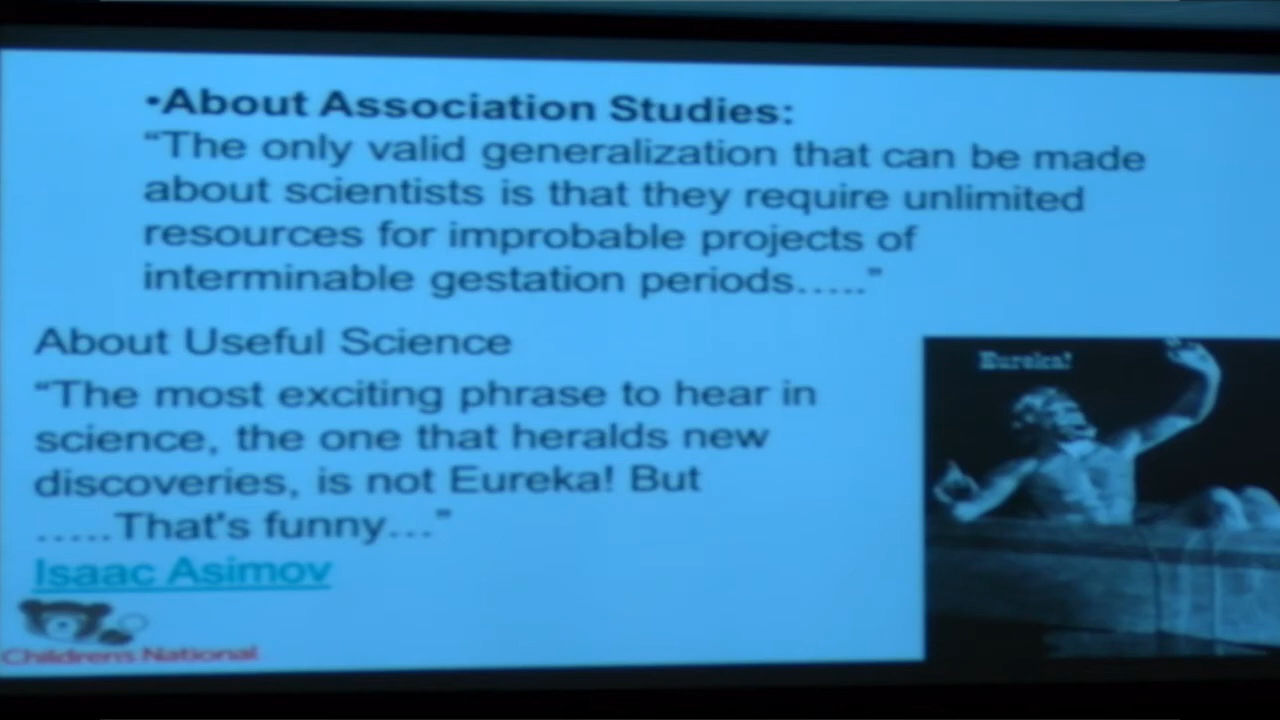 •About Association Studies:
“The only valid generalization that can be made
about scientists is that they require unlimited
resources for improbable projects of
interminable gestation periods…..”
About Useful Science
“The most exciting phrase to hear in
science, the one that heralds new
discoveries, is not Eureka! But
…..That's funny…”
Isaac Asimov
Eureka!
Children's National